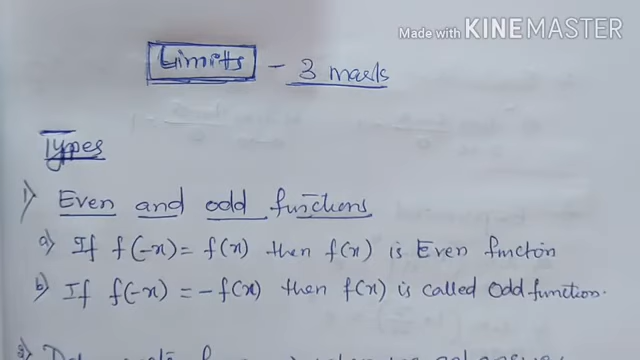 Made with KINEMASTER
Limits - 3 marks
Types
1) Even and odd functions
a) If f(-x) = f(x) then f(x) is Even function
b) If f(-x) = -f(x) then f(x) is called Odd function.